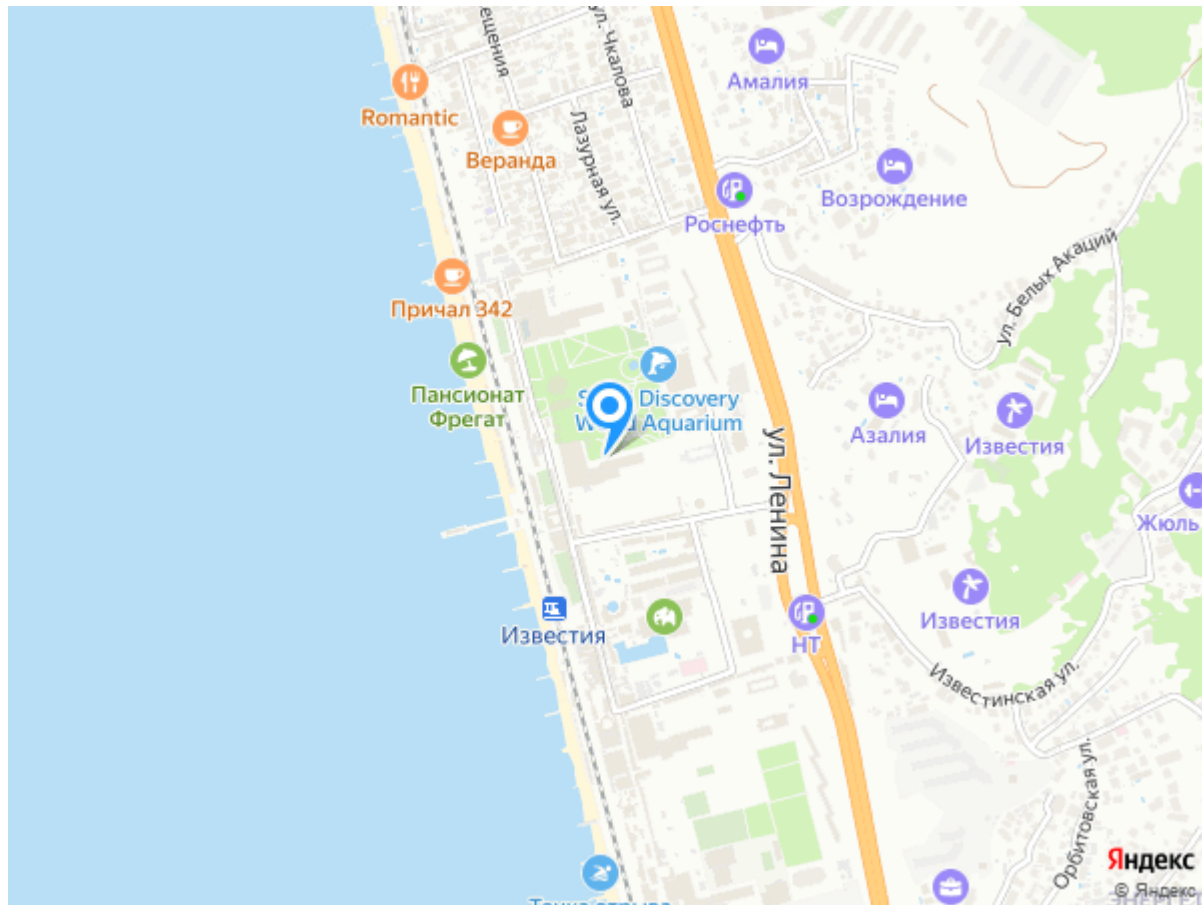 ул. Чкалова
Амалия
Romantic
Веранда
Лазурная ул.
Возрождение
Роснефть
ул. Белых Акаций
Причал 342
Пансионат
Фрегат
Discovery
Aquarium
Азалия
Известия
ул. Ленина
Жюль
Известия
Известия
НТ
Известинская ул.
Орбитовская ул.
Яндекс
© Яндекс